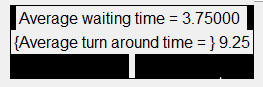 Average waiting time = 3.75000
{Average turn around time = } 9.25